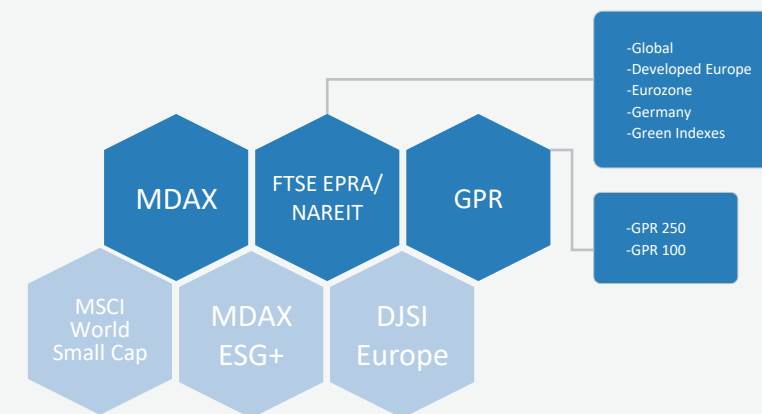 -Global
-Developed Europe
-Eurozone
-Germany
-Green Indexes
MDAX
FTSE EPRA/
NAREIT
GPR
-GPR 250
-GPR 100
MSCI
World
Small Cap
MDAX
ESG+
DJSI
Europe